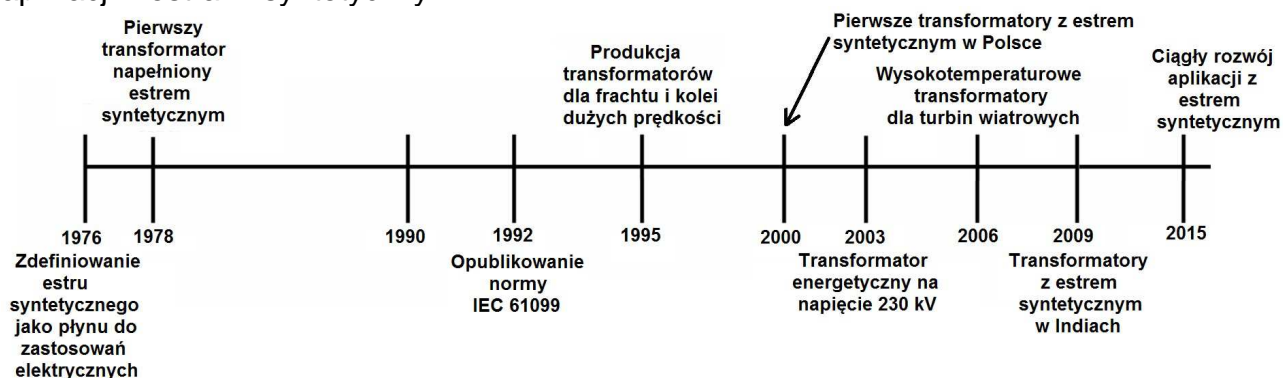 Pierwszy
transformator
napełniony
estrem
syntetycznym
Produkcja
transformatorów
dla frachtu i kolei
dużych prędkości
Pierwsze transformatory z estrem
syntetycznym w Polsce
Wysokotemperaturowe
transformatory
dla turbin wiatrowych
Ciągły rozwój
aplikacji z
estrem
syntetycznym
1976
1978
1990
1992
1995
2000
2003
2006
2009
2015
Zdefiniowanie
estru
syntetycznego
jako płynu do
zastosowań
elektrycznych
Opublikowanie
normy
IEC 61099
Transformator
energetyczny na
napięcie 230 kV
Transformatory
z estrem
syntetycznym
w Indiach